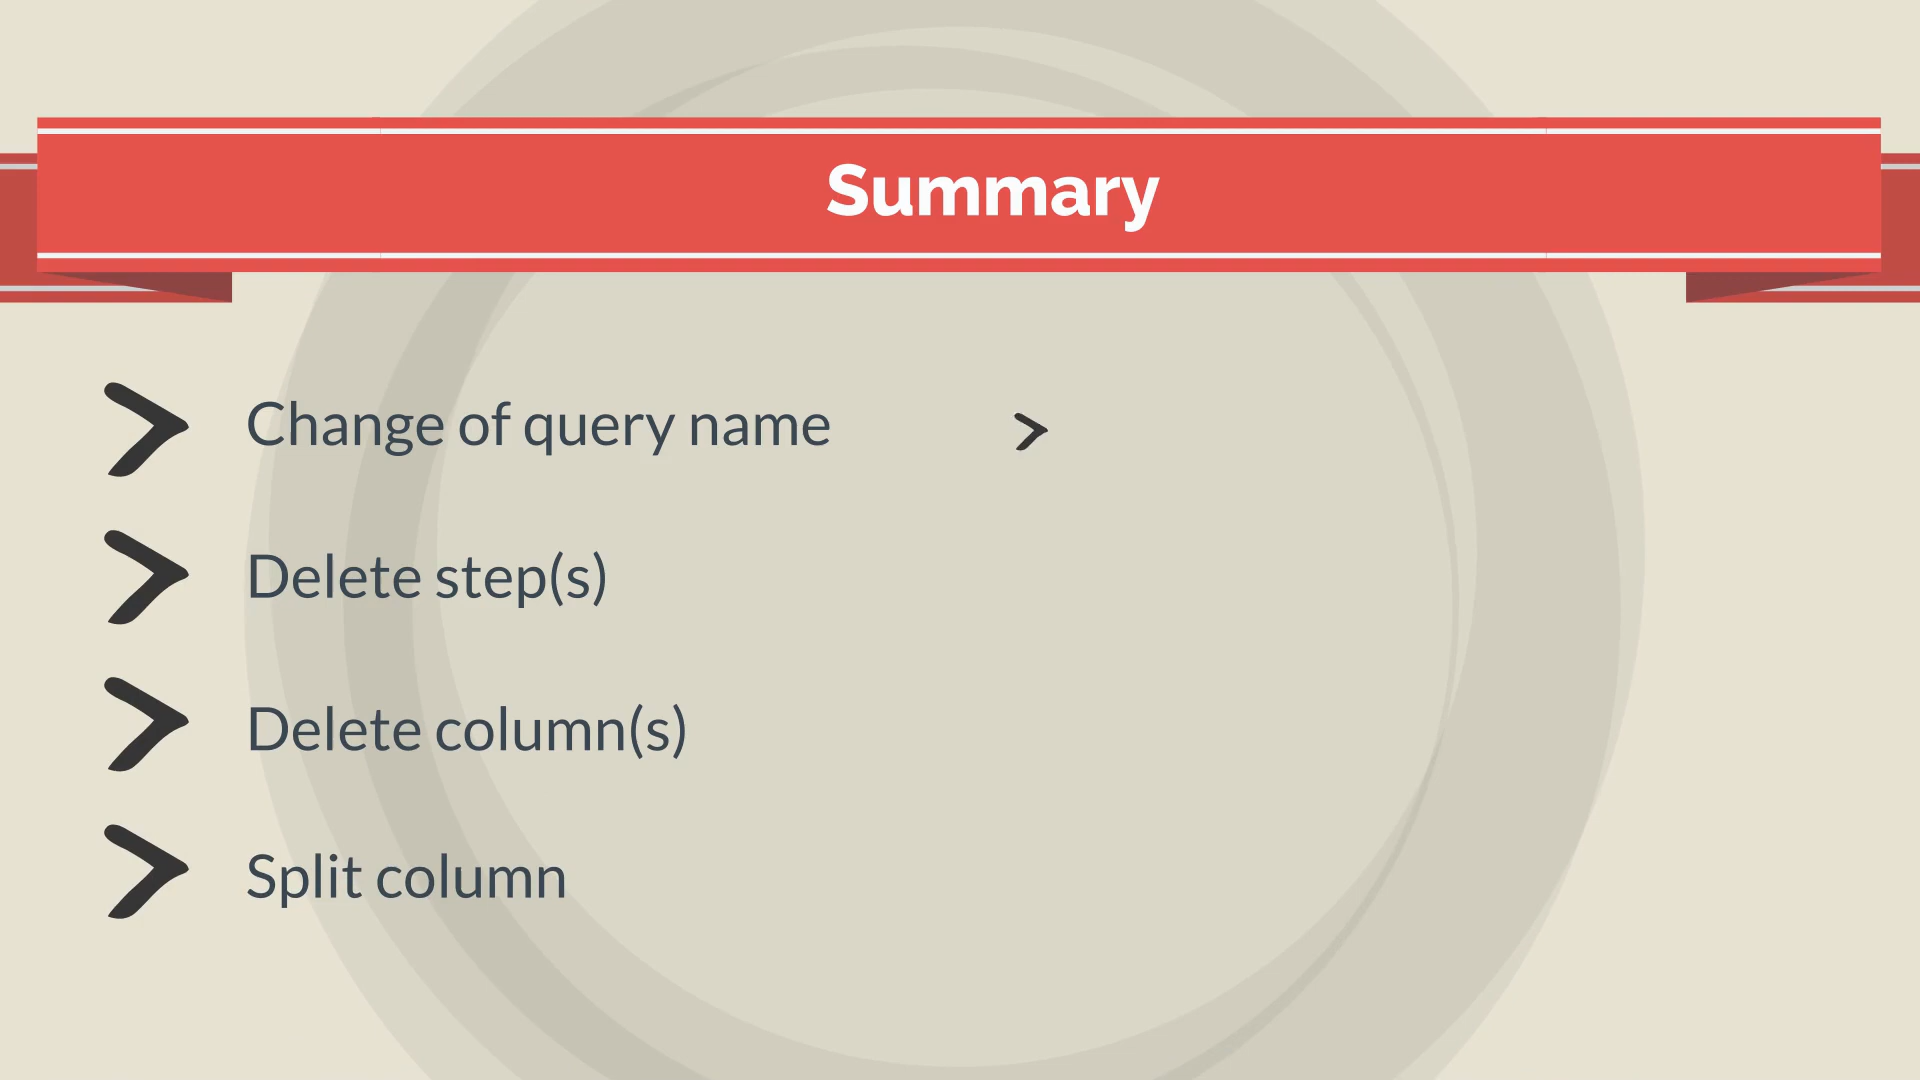 Summary
Change of query name
Delete step(s)
Delete column(s)
Split column